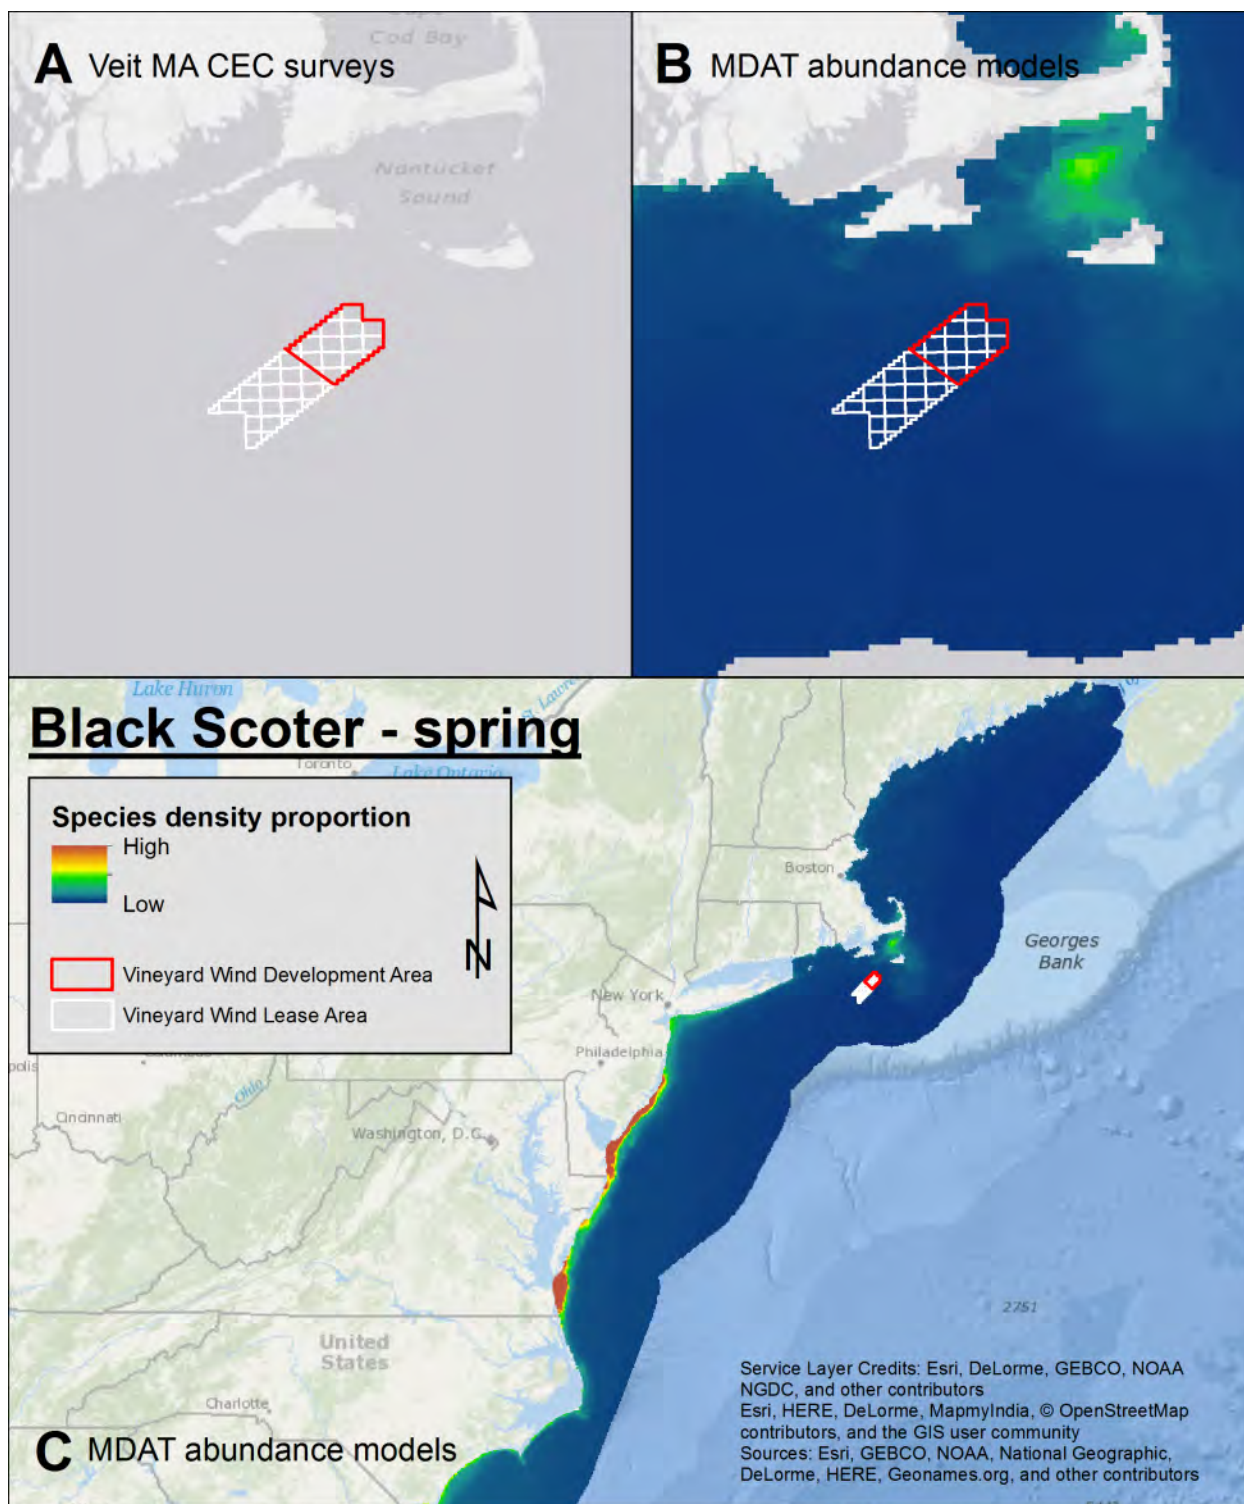 A Veit MA CEC surveys
Cod Bay
Nantucket
Sound
B MDAT abundance models
Lake Huron
St. Lawre
Black Scoter - spring
Toronto
Lake Ontario
Species density proportion
High
Low
N
Vineyard Wind Development Area
Vineyard Wind Lease Area
Boston
Georges
Bank
New York
Philadelphia
polis
Ohio
Cincinnati
Washington, D.C.
2751
United
States
Charlotte
C MDAT abundance models
Service Layer Credits: Esri, DeLorme, GEBCO, NOAA
NGDC, and other contributors
Esri, HERE, DeLorme, MapmyIndia, © OpenStreetMap
contributors, and the GIS user community
Sources: Esri, GEBCO, NOAA, National Geographic,
DeLorme, HERE, Geonames.org, and other contributors